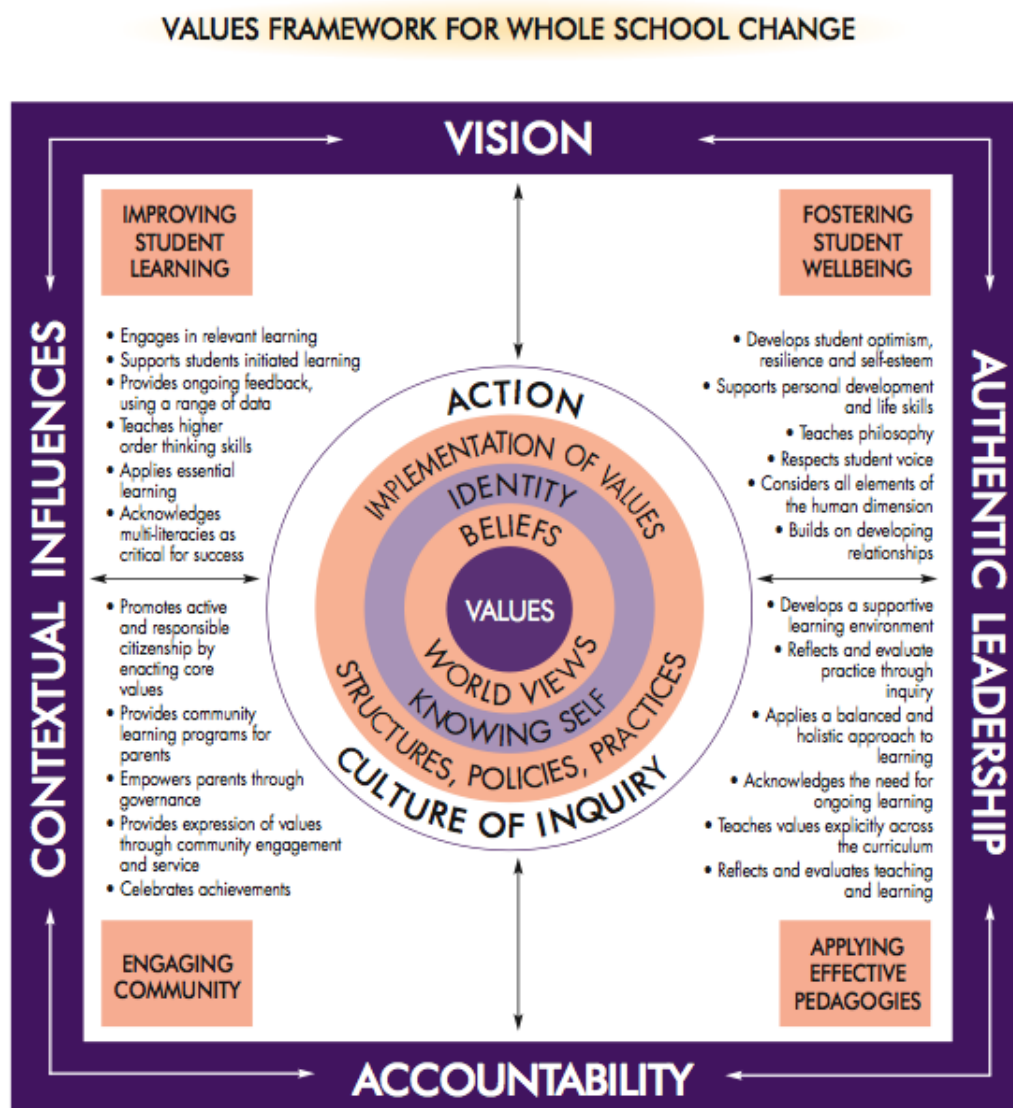 VALUES FRAMEWORK FOR WHOLE SCHOOL CHANGE
VISION
CONTEXTUAL INFLUENCES
IMPROVING
STUDENT
LEARNING
• Engages in relevant learning
• Supports students initiated learning
• Provides ongoing feedback,
using a range of data
• Teaches higher
order thinking skills
• Applies essential
learning
• Acknowledges
multi-literacies as
critical for success
FOSTERING
STUDENT
WELLBEING
• Develops student optimism,
resilience and self-esteem
• Supports personal development
and life skills
• Teaches philosophy
• Respects student voice
• Considers all elements of
the human dimension
• Builds on developing
relationships
AUTHENTIC LEADERSHIP
ACTION
IMPLEMENTATION OF VALUES
IDENTITY
BELIEFS
VALUES
WORLD VIEWS
KNOWING SELF
STRUCTURES, POLICIES, PRACTICES
CULTURE OF INQUIRY
• Promotes active
and responsible
citizenship by
enacting core
values
• Provides community
learning programs for
parents
• Empowers parents through
governance
• Provides expression of values
through community engagement
and service
• Celebrates achievements
ENGAGING
COMMUNITY
• Develops a supportive
learning environment
• Reflects and evaluate
practice through
inquiry
• Applies a balanced and
holistic approach to
learning
• Acknowledges the need for
ongoing learning
• Teaches values explicitly across
the curriculum
• Reflects and evaluates teaching
and learning
APPLYING
EFFECTIVE
PEDAGOGIES
ACCOUNTABILITY